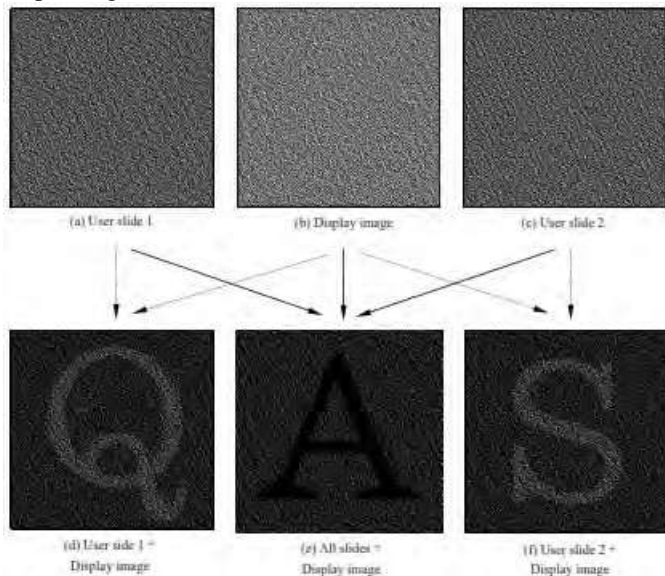 (a) User slide 1
(b) Display image
(c) User slide 2
Q
A
S
(d) User side 1 +
Display image
(e) All slides +
Display image
(f) User slide 2 +
Display image